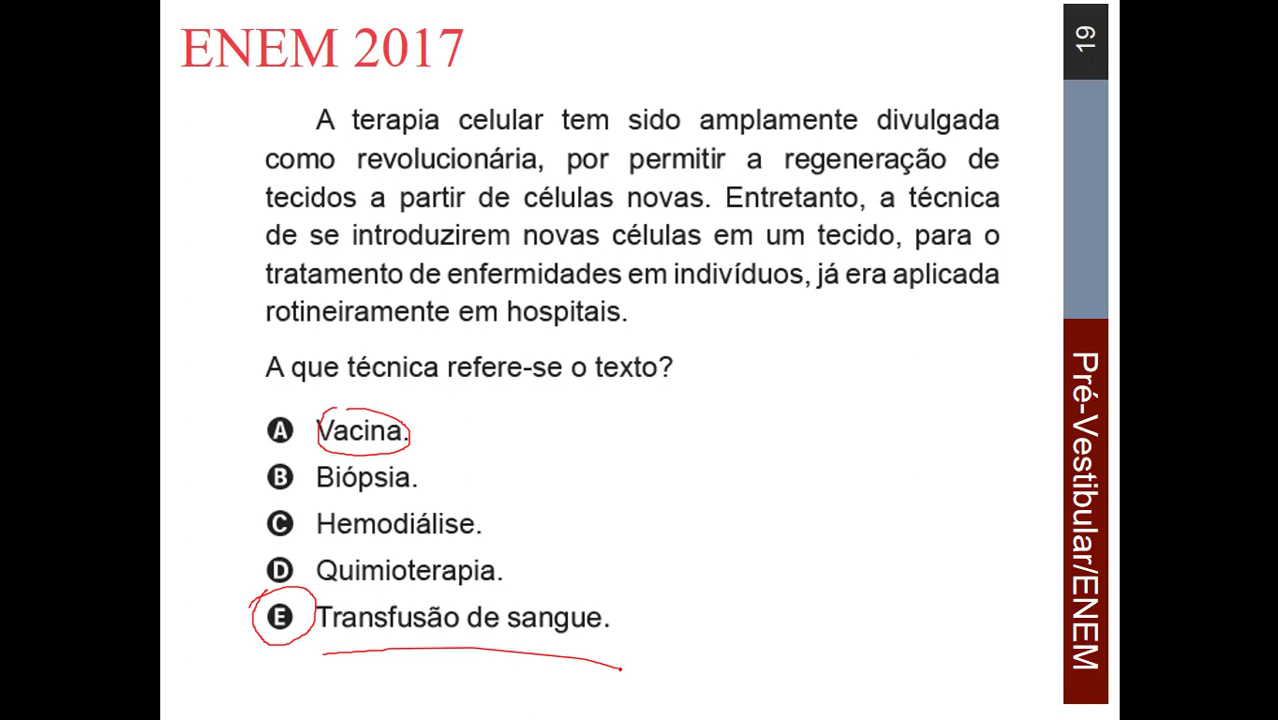 ENEM 2017
A terapia celular tem sido amplamente divulgada
como revolucionária, por permitir a regeneração de
tecidos a partir de células novas. Entretanto, a técnica
de se introduzirem novas células em um tecido, para o
tratamento de enfermidades em indivíduos, já era aplicada
rotineiramente em hospitais.
A que técnica refere-se o texto?
A Vacina.
B Biópsia.
C Hemodiálise.
D Quimioterapia.
E Transfusão de sangue.
19
Pré-Vestibular/ENEM